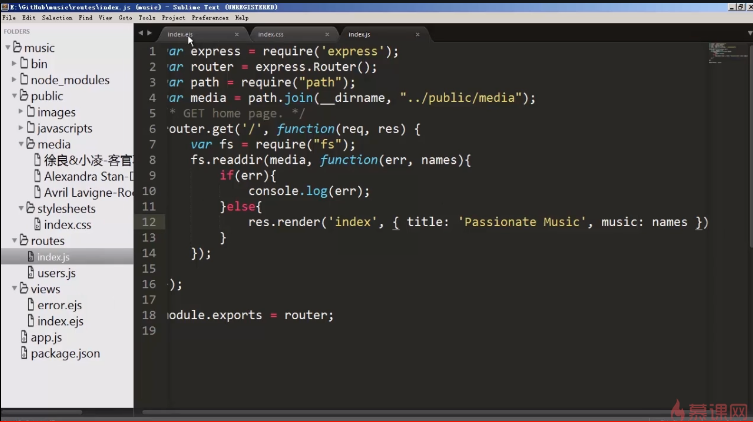 E:\GitHub\music\routes\index.js (music) - Sublime Text (UNREGISTERED)
File Edit Selection Find View Goto Tools Project Preferences Help
FOLDERS
music
bin
node_modules
public
images
javascripts
media
徐良&小凌-客官
Alexandra Stan-D
Avril Lavigne-Ro
stylesheets
index.css
routes
index.js
users.js
views
error.ejs
index.ejs
app.js
package.json
index.ejs × index.css × index.js ×
1 var express = require('express');
2 var router = express.Router();
3 var path = require("path");
4 var media = path.join(__dirname, "../public/media");
5 * GET home page. */
6 router.get('/', function(req, res) {
7 var fs = require("fs");
8 fs.readdir(media, function(err, names){
9 if(err){
10 console.log(err);
11 }else{
12 res.render('index', { title: 'Passionate Music', music: names })
13 }
14 });
15
16 );
17
18 module.exports = router;
19
慕课网